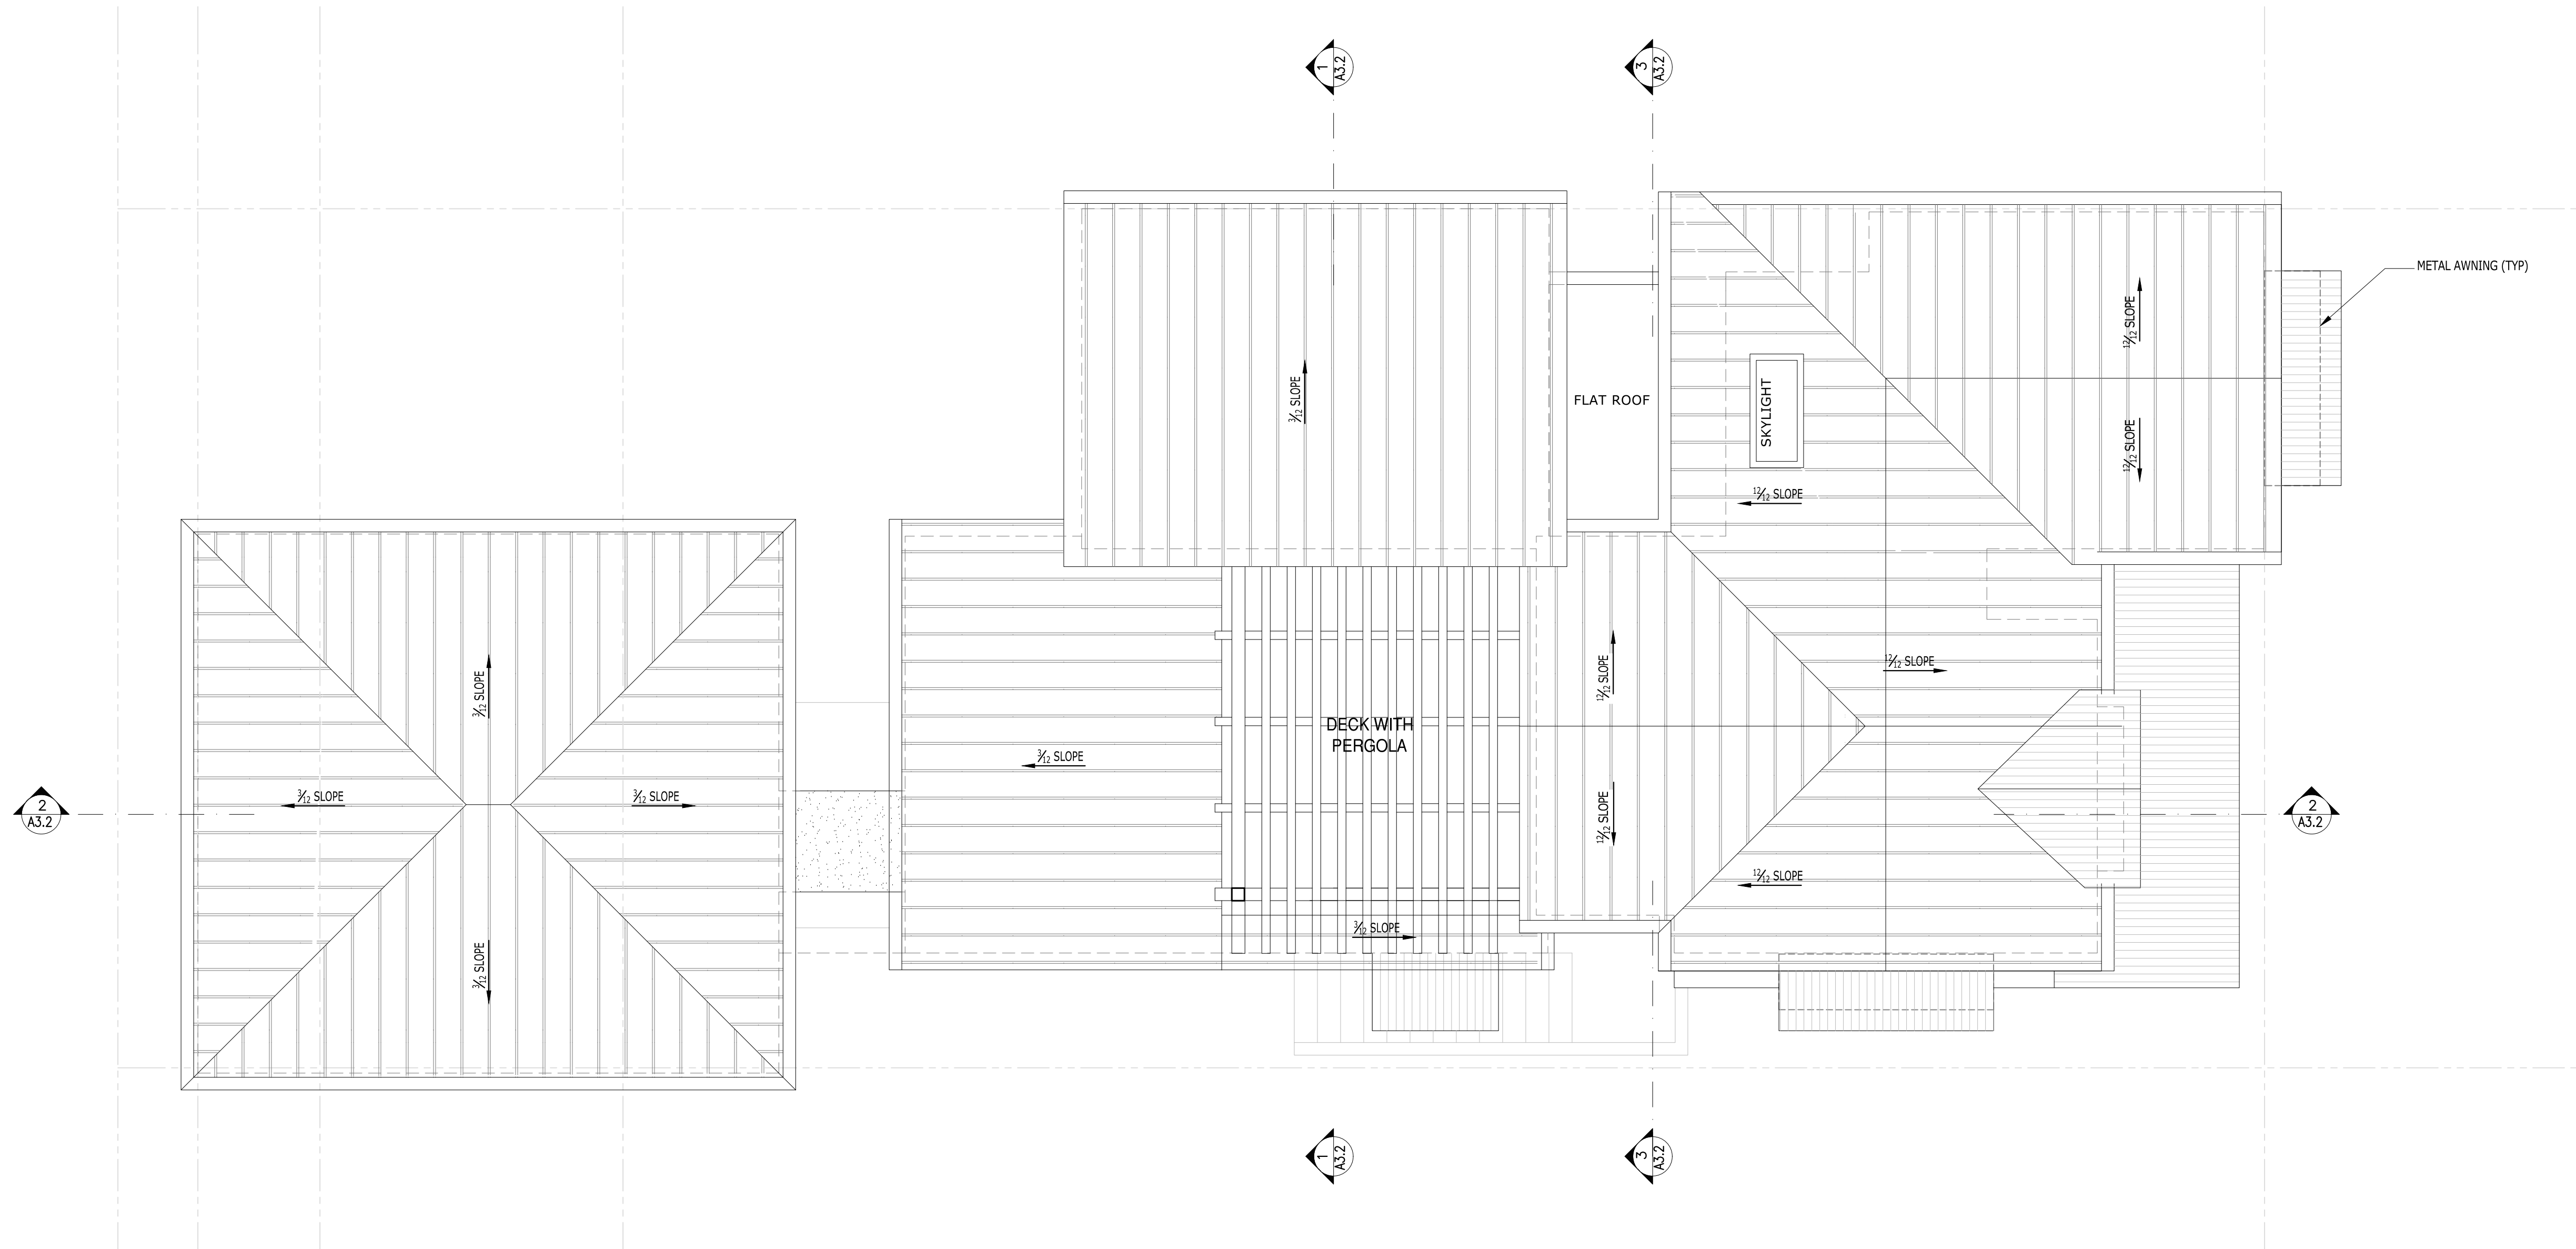 1
A3.2
3
A3.2
METAL AWNING (TYP)
12/12 SLOPE
3/12 SLOPE
FLAT ROOF
SKYLIGHT
12/12 SLOPE
12/12 SLOPE
3/12 SLOPE
12/12 SLOPE
12/12 SLOPE
DECK WITH
PERGOLA
3/12 SLOPE
3/12 SLOPE
3/12 SLOPE
2
A3.2
2
A3.2
12/12 SLOPE
12/12 SLOPE
3/12 SLOPE
3/12 SLOPE
1
A3.2
3
A3.2